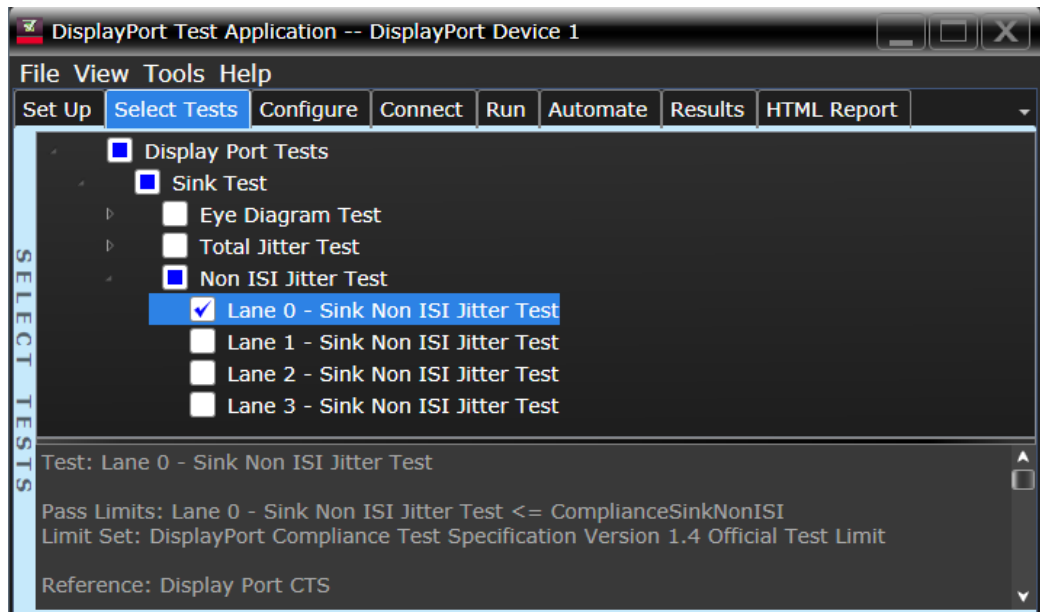 DisplayPort Test Application -- DisplayPort Device 1
File View Tools Help
Set Up Select Tests Configure Connect Run Automate Results HTML Report
SELECT TESTS
Display Port Tests
Sink Test
Eye Diagram Test
Total Jitter Test
Non ISI Jitter Test
Lane 0 - Sink Non ISI Jitter Test
Lane 1 - Sink Non ISI Jitter Test
Lane 2 - Sink Non ISI Jitter Test
Lane 3 - Sink Non ISI Jitter Test
Test: Lane 0 - Sink Non ISI Jitter Test
Pass Limits: Lane 0 - Sink Non ISI Jitter Test <= ComplianceSinkNonISI
Limit Set: DisplayPort Compliance Test Specification Version 1.4 Official Test Limit
Reference: Display Port CTS